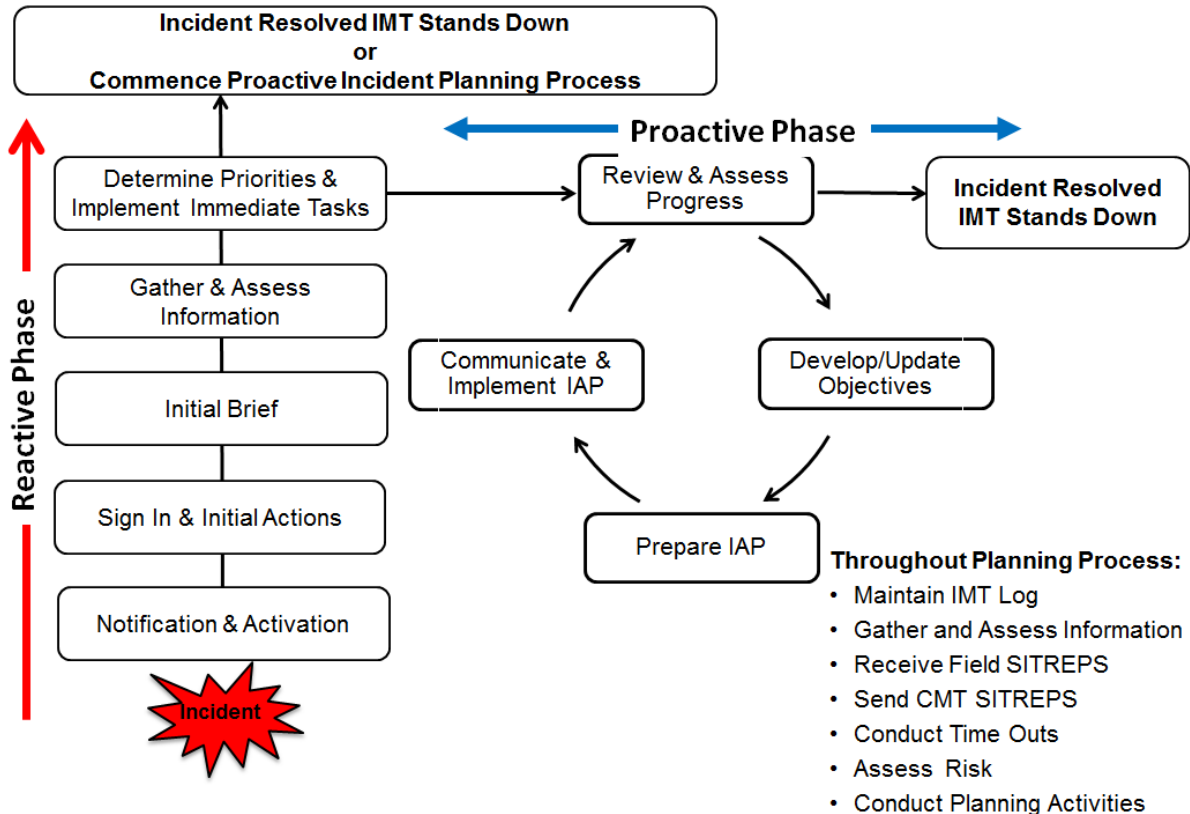 Incident Resolved IMT Stands Down
or
Commence Proactive Incident Planning Process
Reactive Phase
Determine Priorities &
Implement Immediate Tasks
Gather & Assess
Information
Initial Brief
Sign In & Initial Actions
Notification & Activation
Incident
Proactive Phase
Review & Assess
Progress
Incident Resolved
IMT Stands Down
Communicate &
Implement IAP
Develop/Update
Objectives
Prepare IAP
Throughout Planning Process:
• Maintain IMT Log
• Gather and Assess Information
• Receive Field SITREPS
• Send CMT SITREPS
• Conduct Time Outs
• Assess Risk
• Conduct Planning Activities